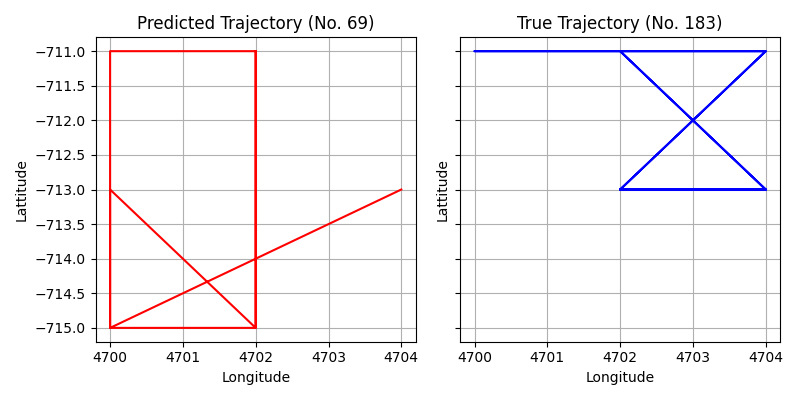 Predicted Trajectory (No. 69)
True Trajectory (No. 183)
−711.0
−711.5
−712.0
−712.5
−713.0
−713.5
−714.0
−714.5
−715.0
Lattitude
Lattitude
4700 4701 4702 4703 4704
4700 4701 4702 4703 4704
Longitude
Longitude